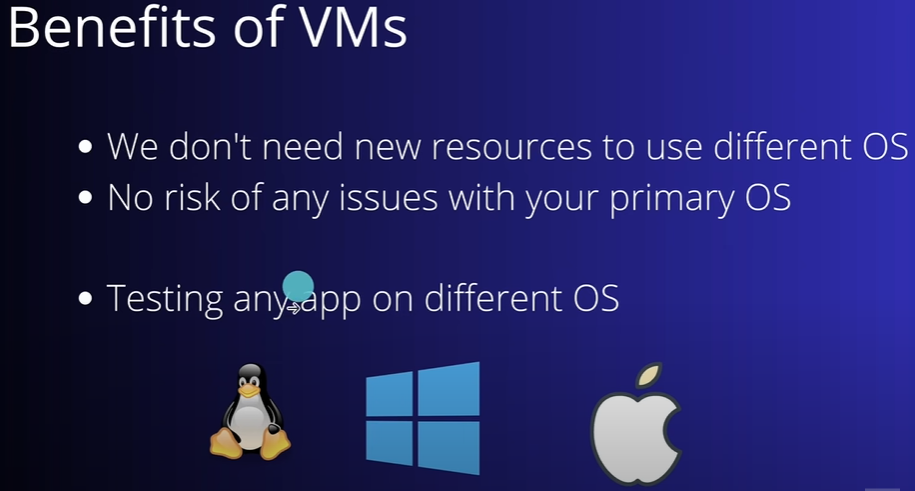 Benefits of VMs
We don't need new resources to use different OS
No risk of any issues with your primary OS
Testing any app on different OS